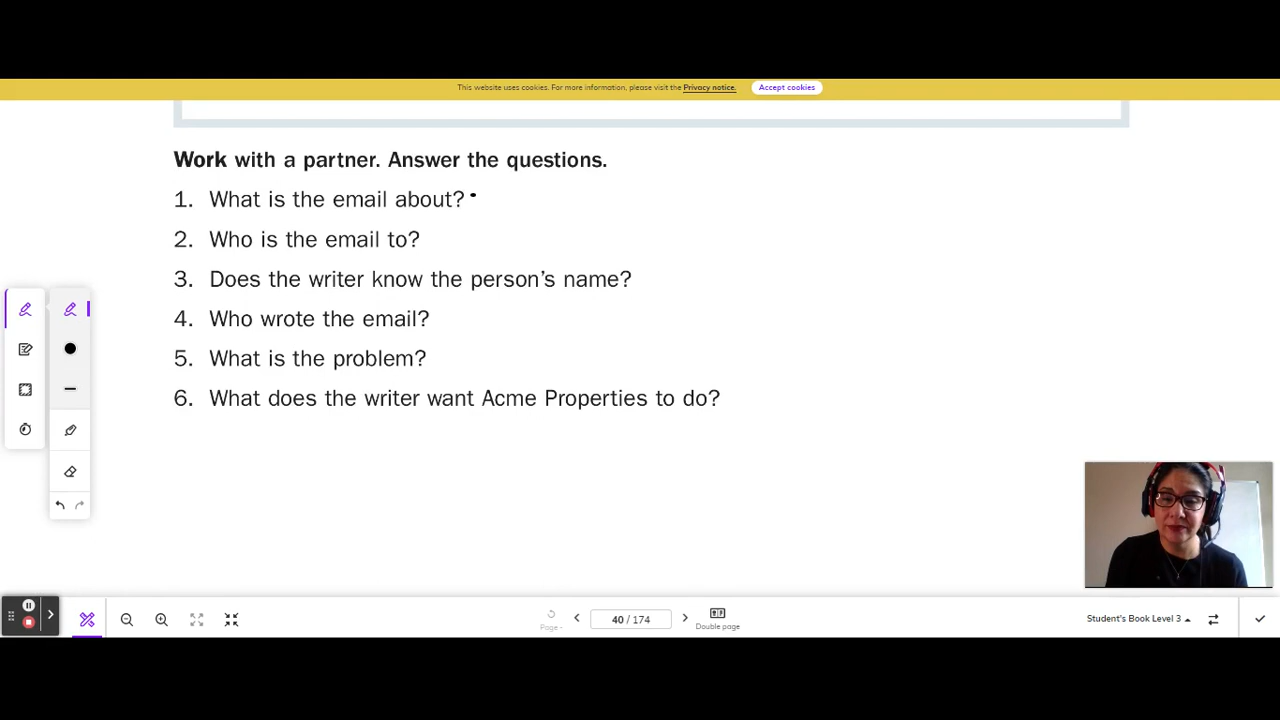 This website uses cookies. For more information, please visit the Privacy notice. Accept cookies
Work with a partner. Answer the questions.
1. What is the email about?
2. Who is the email to?
3. Does the writer know the person's name?
4. Who wrote the email?
5. What is the problem?
6. What does the writer want Acme Properties to do?
Page -
40 / 174
Double page
Student's Book Level 3